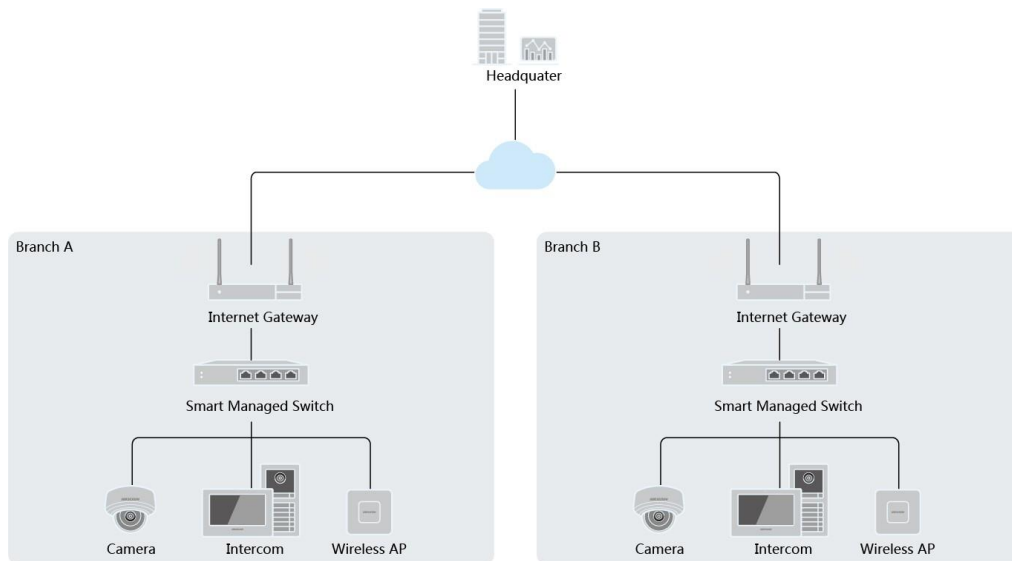 Headquater
Branch A
Branch B
Internet Gateway
Internet Gateway
Smart Managed Switch
Smart Managed Switch
Camera
Intercom
Wireless AP
Camera
Intercom
Wireless AP